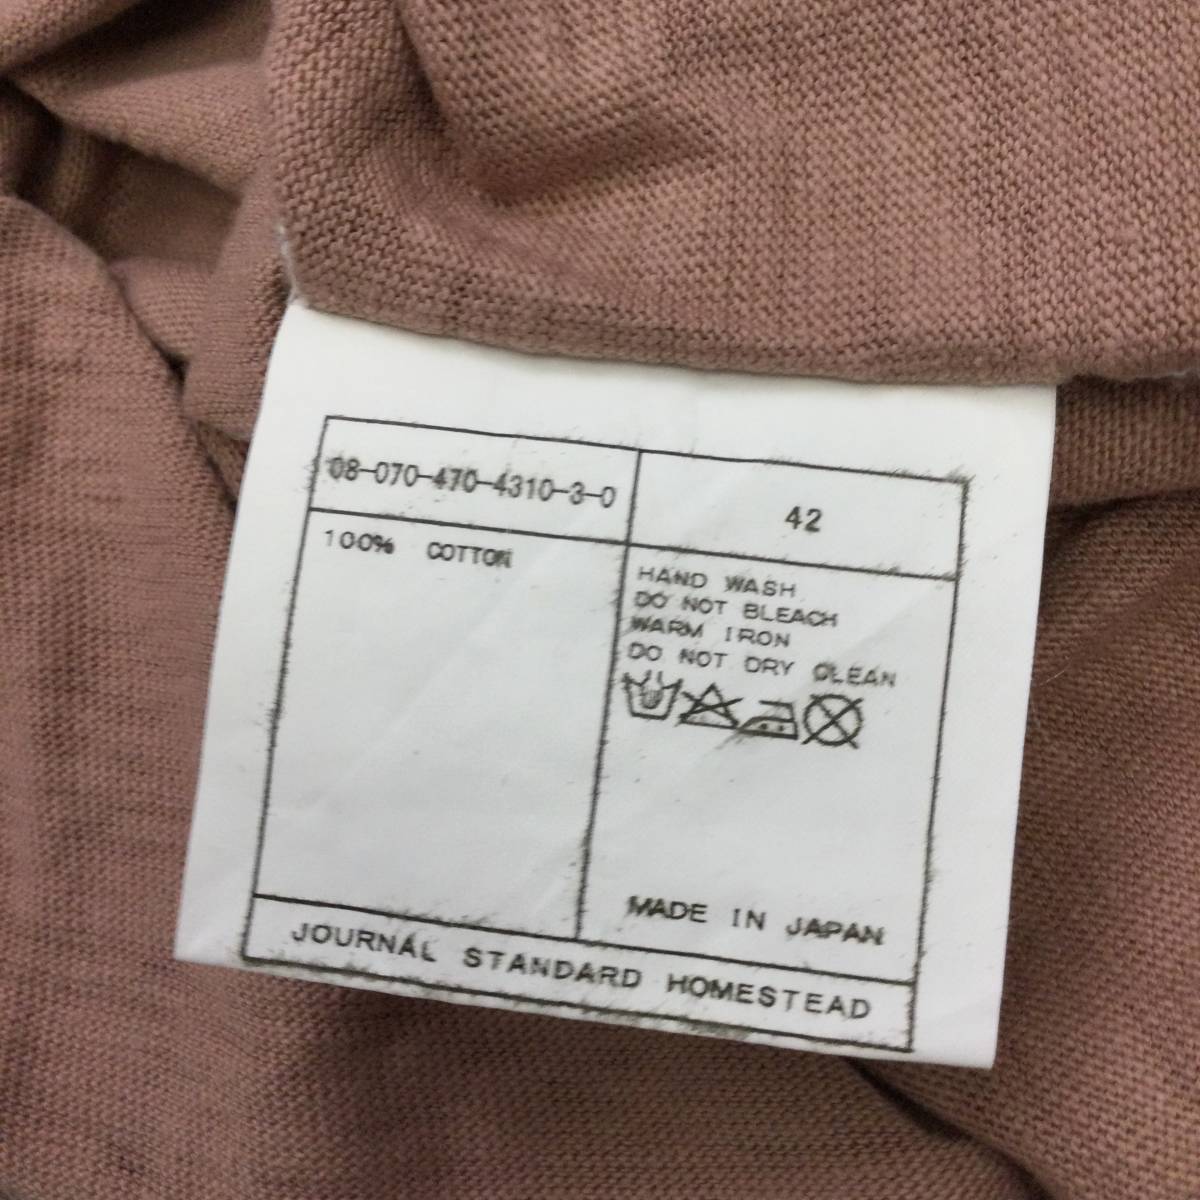 08-070-470-4310-3-0
42
100% COTTON
HAND WASH
DO NOT BLEACH
WARM IRON
DO NOT DRY CLEAN
MADE IN JAPAN
JOURNAL STANDARD HOMESTEAD